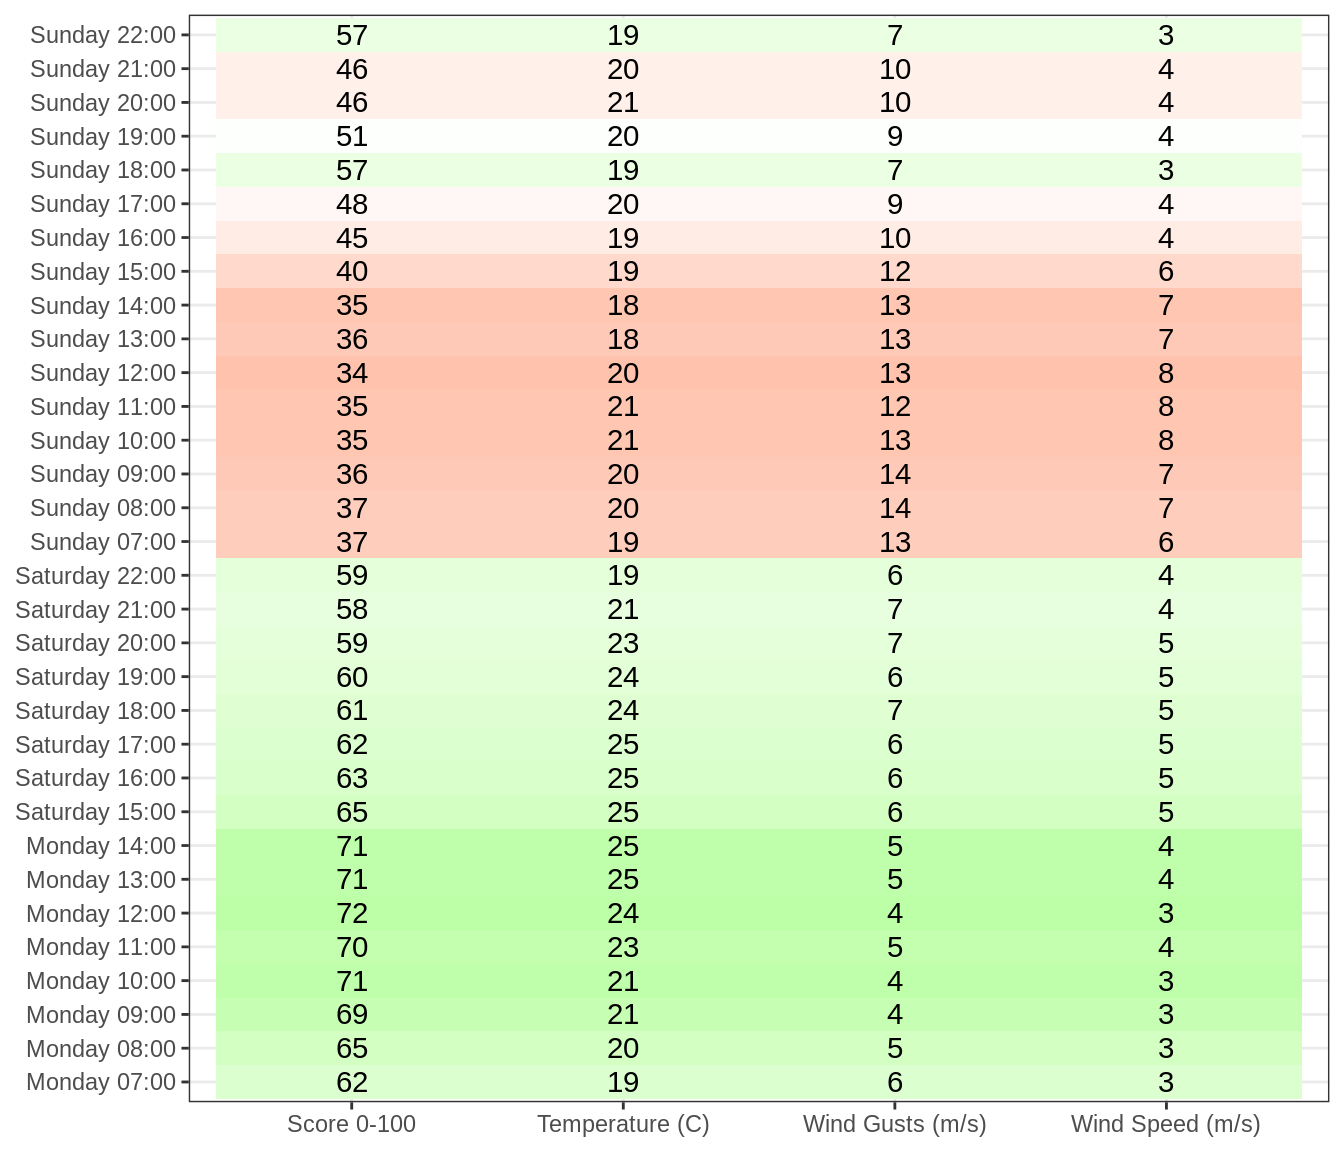 Sunday 22:00 57 19 7 3
Sunday 21:00 46 20 10 4
Sunday 20:00 46 21 10 4
Sunday 19:00 51 20 9 4
Sunday 18:00 57 19 7 3
Sunday 17:00 48 20 9 4
Sunday 16:00 45 19 10 4
Sunday 15:00 40 19 12 6
Sunday 14:00 35 18 13 7
Sunday 13:00 36 18 13 7
Sunday 12:00 34 20 13 8
Sunday 11:00 35 21 12 8
Sunday 10:00 35 21 13 8
Sunday 09:00 36 20 14 7
Sunday 08:00 37 20 14 7
Sunday 07:00 37 19 13 6
Saturday 22:00 59 19 6 4
Saturday 21:00 58 21 7 4
Saturday 20:00 59 23 7 5
Saturday 19:00 60 24 6 5
Saturday 18:00 61 24 7 5
Saturday 17:00 62 25 6 5
Saturday 16:00 63 25 6 5
Saturday 15:00 65 25 6 5
Monday 14:00 71 25 5 4
Monday 13:00 71 25 5 4
Monday 12:00 72 24 4 3
Monday 11:00 70 23 5 4
Monday 10:00 71 21 4 3
Monday 09:00 69 21 4 3
Monday 08:00 65 20 5 3
Monday 07:00 62 19 6 3
Score 0-100 Temperature (C) Wind Gusts (m/s) Wind Speed (m/s)